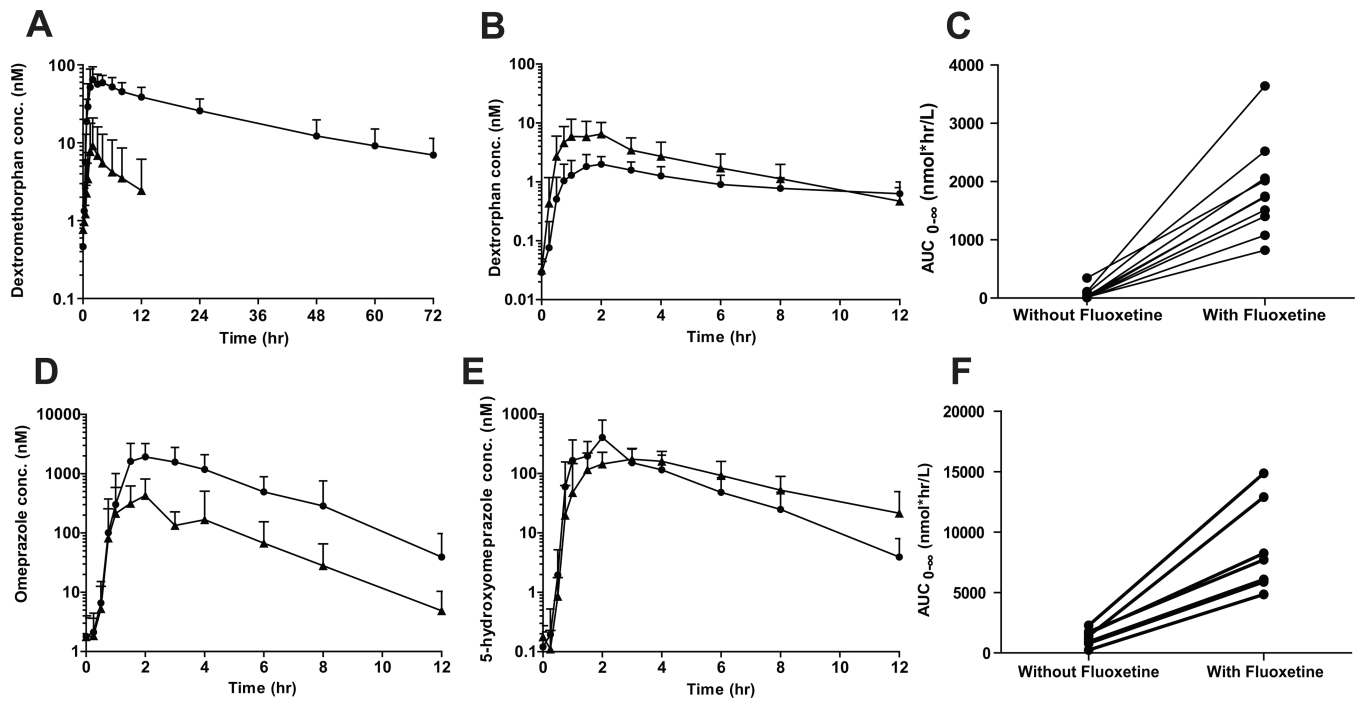 A
Dextromethorphan conc. (nM)
100
10
1
0.1
0 12 24 36 48 60 72
Time (hr)
B
Dextrorphan conc. (nM)
100
10
1
0.1
0.01
0 2 4 6 8 10 12
Time (hr)
C
AUC 0-∞ (nmol*hr/L)
4000
3000
2000
1000
0
Without Fluoxetine With Fluoxetine
D
Omeprazole conc. (nM)
10000
1000
100
10
1
0 2 4 6 8 10 12
Time (hr)
E
5-hydroxyomeprazole conc. (nM)
1000
100
10
1
0.1
0 2 4 6 8 10 12
Time (hr)
F
AUC 0-∞ (nmol*hr/L)
20000
15000
10000
5000
0
Without Fluoxetine With Fluoxetine